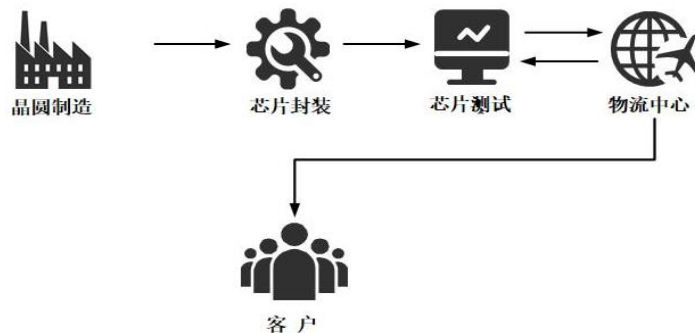 晶圆制造
芯片封装
芯片测试
物流中心
客 户